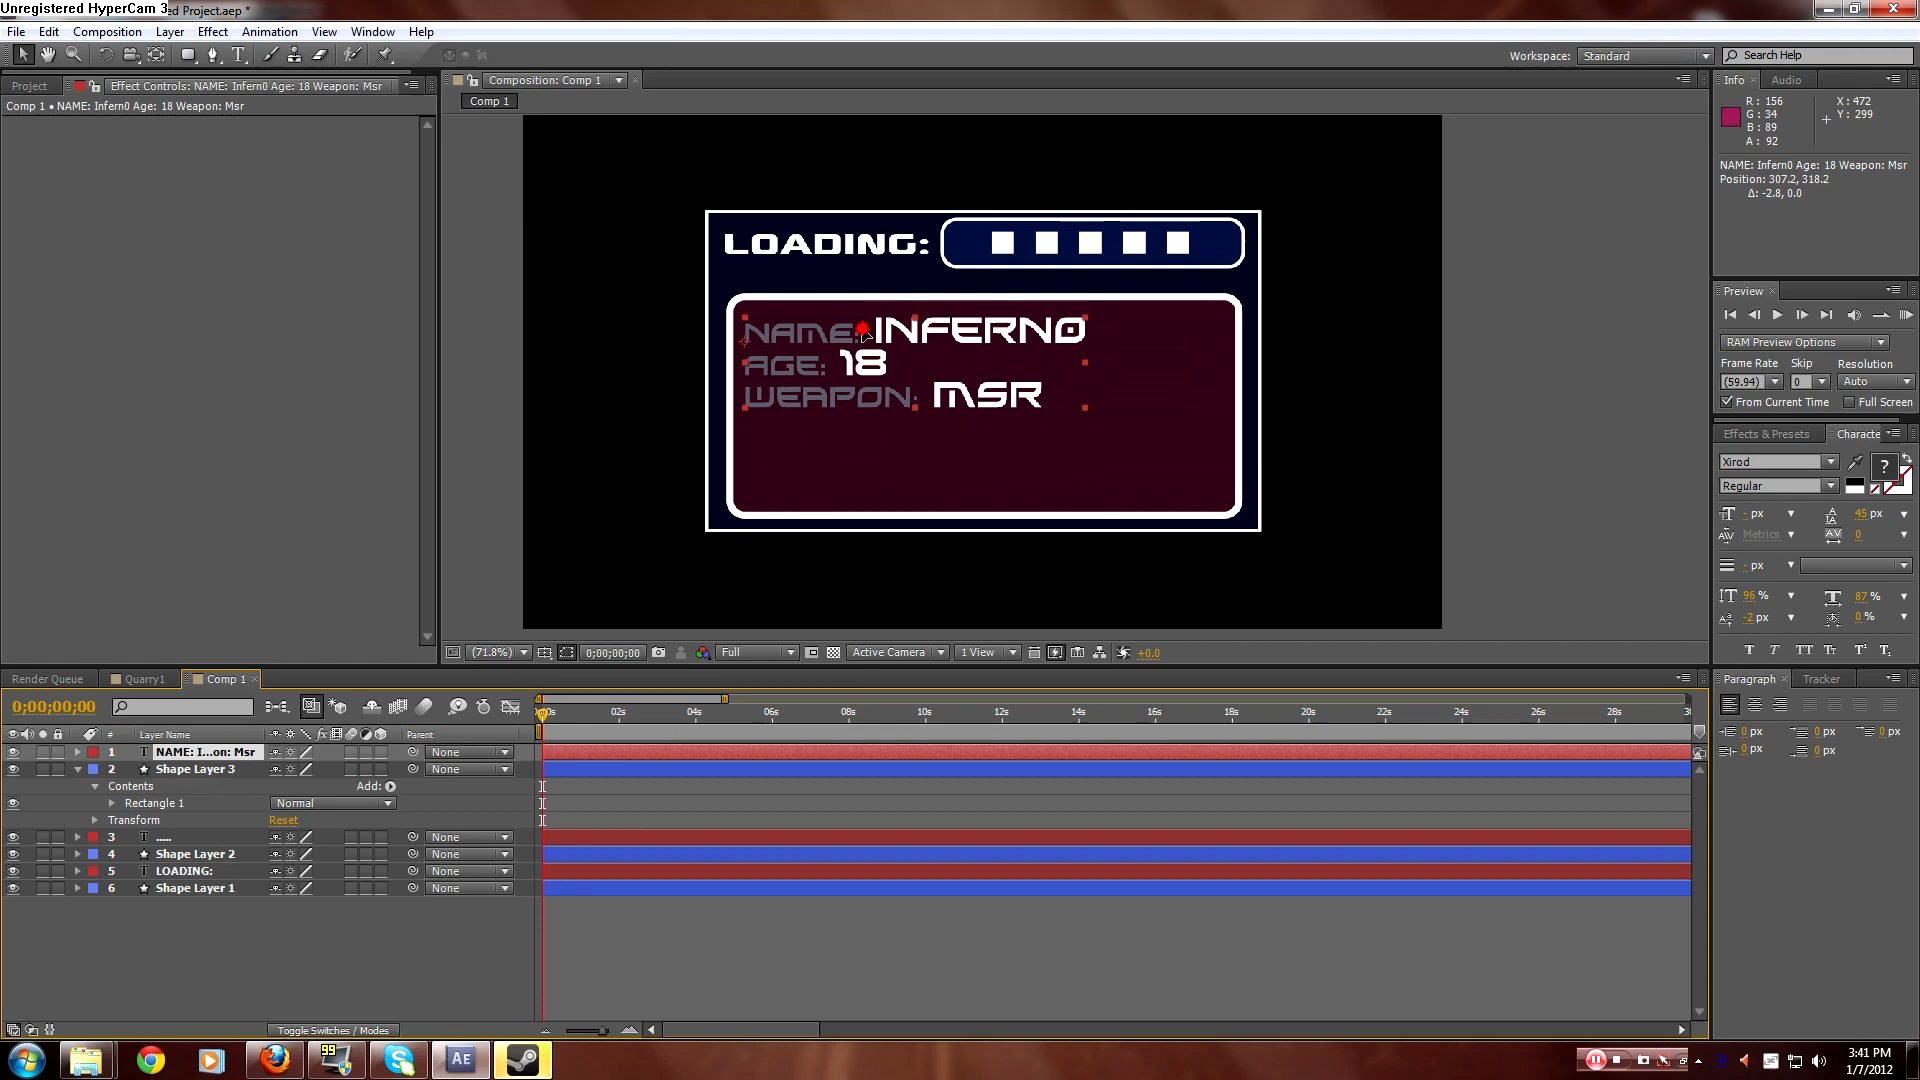 Unregistered HyperCam 3
ed Project.aep *
File Edit Composition Layer Effect Animation View Window Help
Workspace: Standard Search Help
Project Effect Controls: NAME: Infern0 Age: 18 Weapon: Msr
Composition: Comp 1
Info Audio
Comp 1 • NAME: Infern0 Age: 18 Weapon: Msr
Comp 1
R : 156
G : 34
B : 89
A : 92
X : 472
Y : 299
NAME: Infern0 Age: 18 Weapon: Msr
Position: 307.2, 318.2
Δ: -2.8, 0.0
LOADING:
NAME: INFERN0
AGE: 18
WEAPON: MSR
Preview
RAM Preview Options
Frame Rate Skip Resolution
(59.94) 0 Auto
From Current Time Full Screen
Effects & Presets Characte
Xirod
Regular
- px 45 px
Metrics 0
- px
96 % 87 %
-2 px 0 %
T T TT Tt T¹ T₁
(71.8%) 0;00;00;00 Full Active Camera 1 View +0.0
Render Queue Quarry1 Comp 1
Paragraph Tracker
0 px 0 px 0 px
0 px 0 px
0;00;00;00
02s 04s 06s 08s 10s 12s 14s 16s 18s 20s 22s 24s 26s 28s
# Layer Name fx Parent
1 T NAME: I...on: Msr None
2 Shape Layer 3 None
Contents Add:
Rectangle 1 Normal
Transform Reset
3 T ..... None
4 Shape Layer 2 None
5 T LOADING: None
6 Shape Layer 1 None
Toggle Switches / Modes
99
AE
3:41 PM
1/7/2012